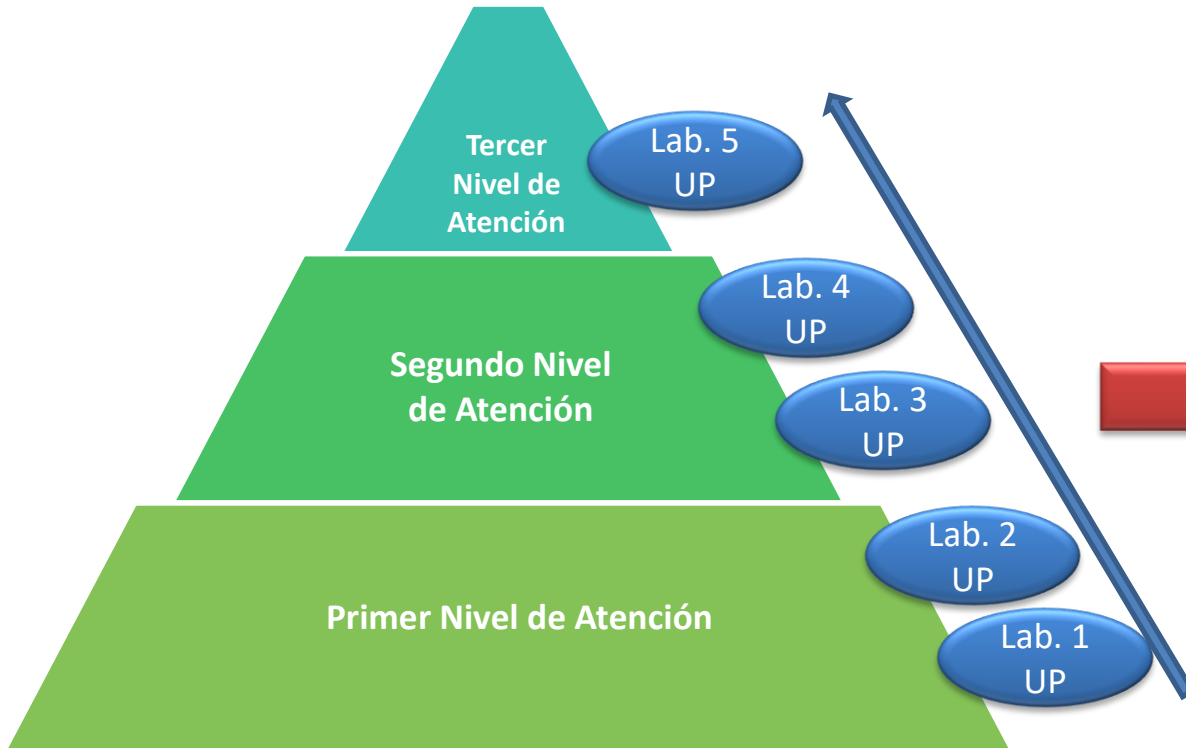 Tercer
Nivel de
Atención
Lab. 5
UP
Lab. 4
UP
Segundo Nivel
de Atención
Lab. 3
UP
Lab. 2
UP
Primer Nivel de Atención
Lab. 1
UP